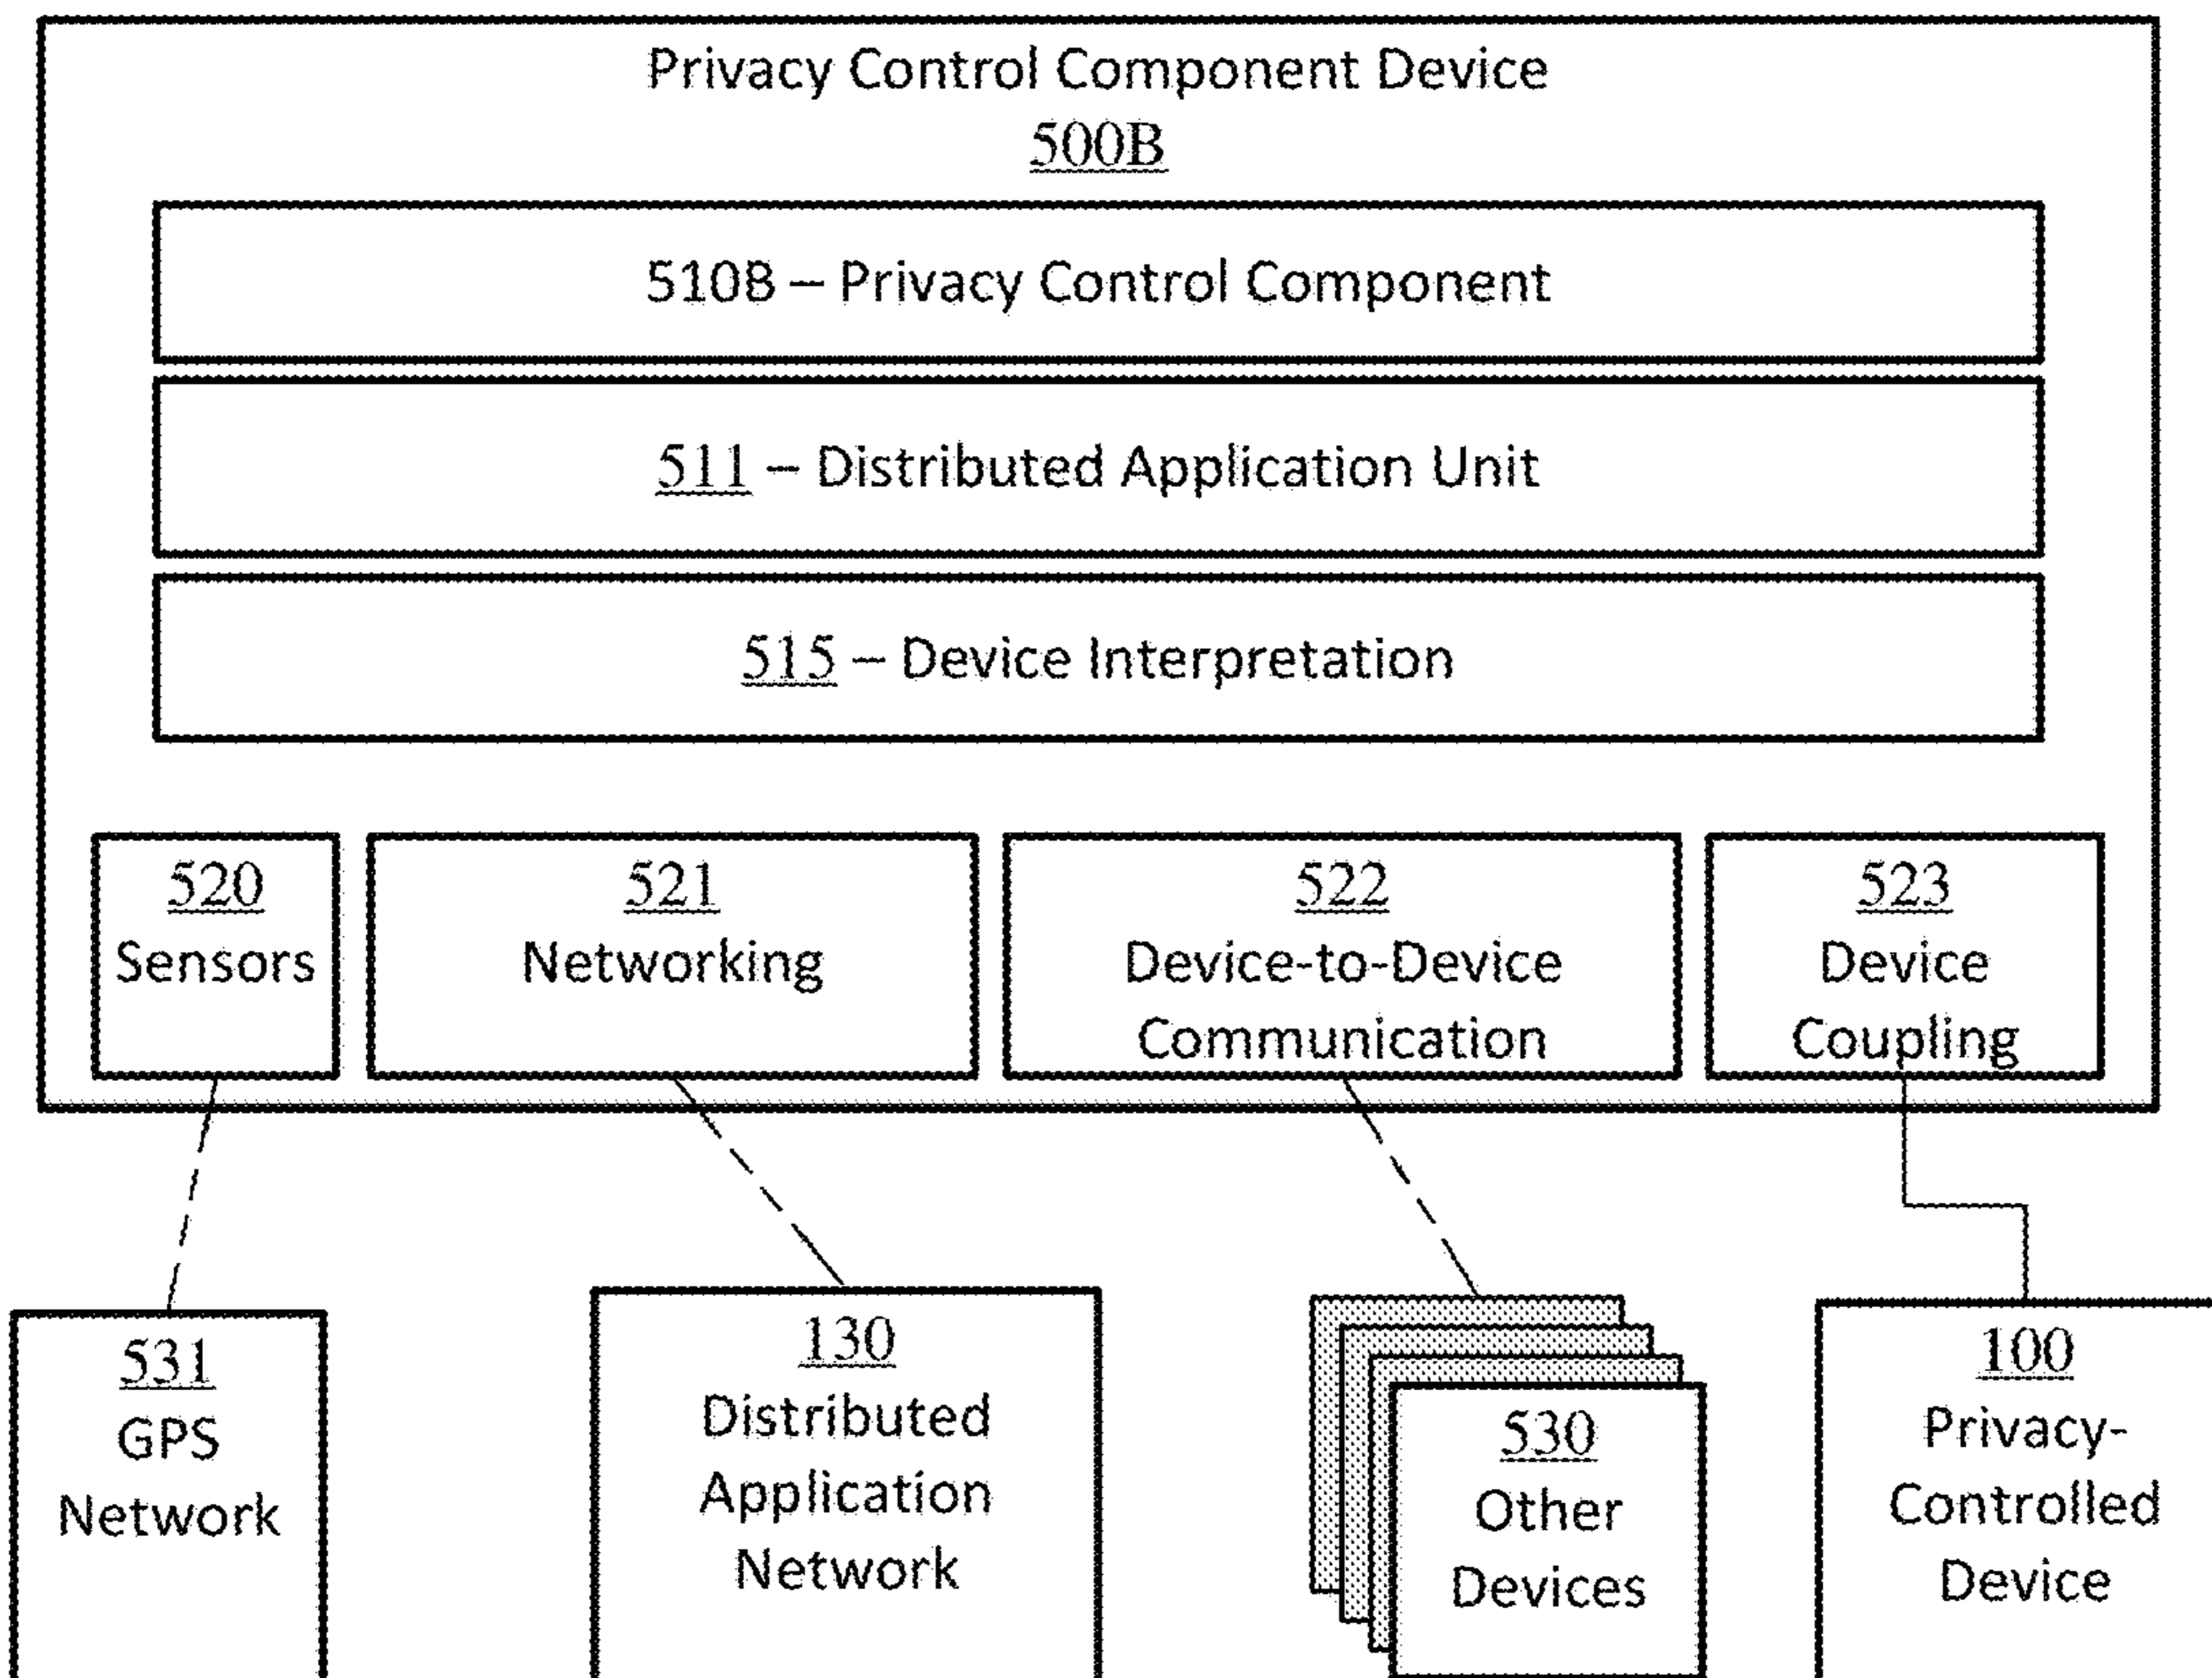 Privacy Control Component Device
500B
510B – Privacy Control Component
511 – Distributed Application Unit
515 – Device Interpretation
520
Sensors
521
Networking
522
Device-to-Device
Communication
523
Device
Coupling
531
GPS
Network
130
Distributed
Application
Network
530
Other
Devices
100
Privacy-
Controlled
Device